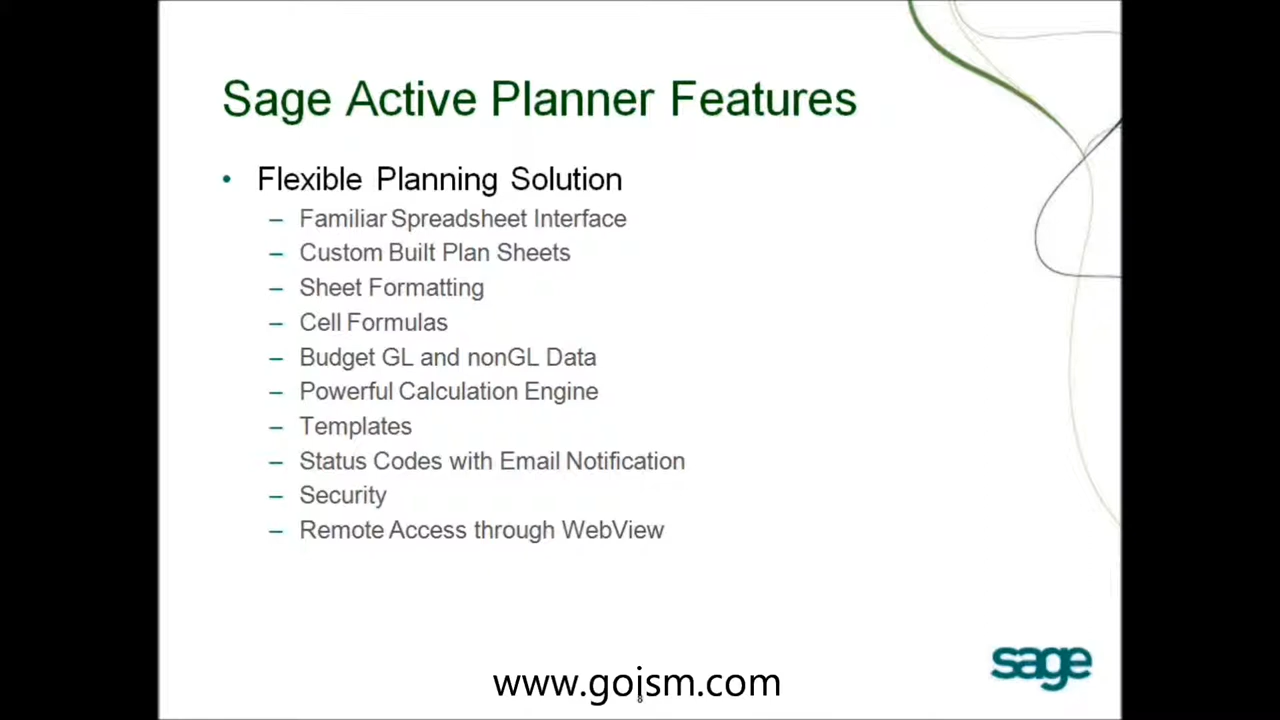 Sage Active Planner Features
• Flexible Planning Solution
– Familiar Spreadsheet Interface
– Custom Built Plan Sheets
– Sheet Formatting
– Cell Formulas
– Budget GL and nonGL Data
– Powerful Calculation Engine
– Templates
– Status Codes with Email Notification
– Security
– Remote Access through WebView
sage
www.gojsm.com